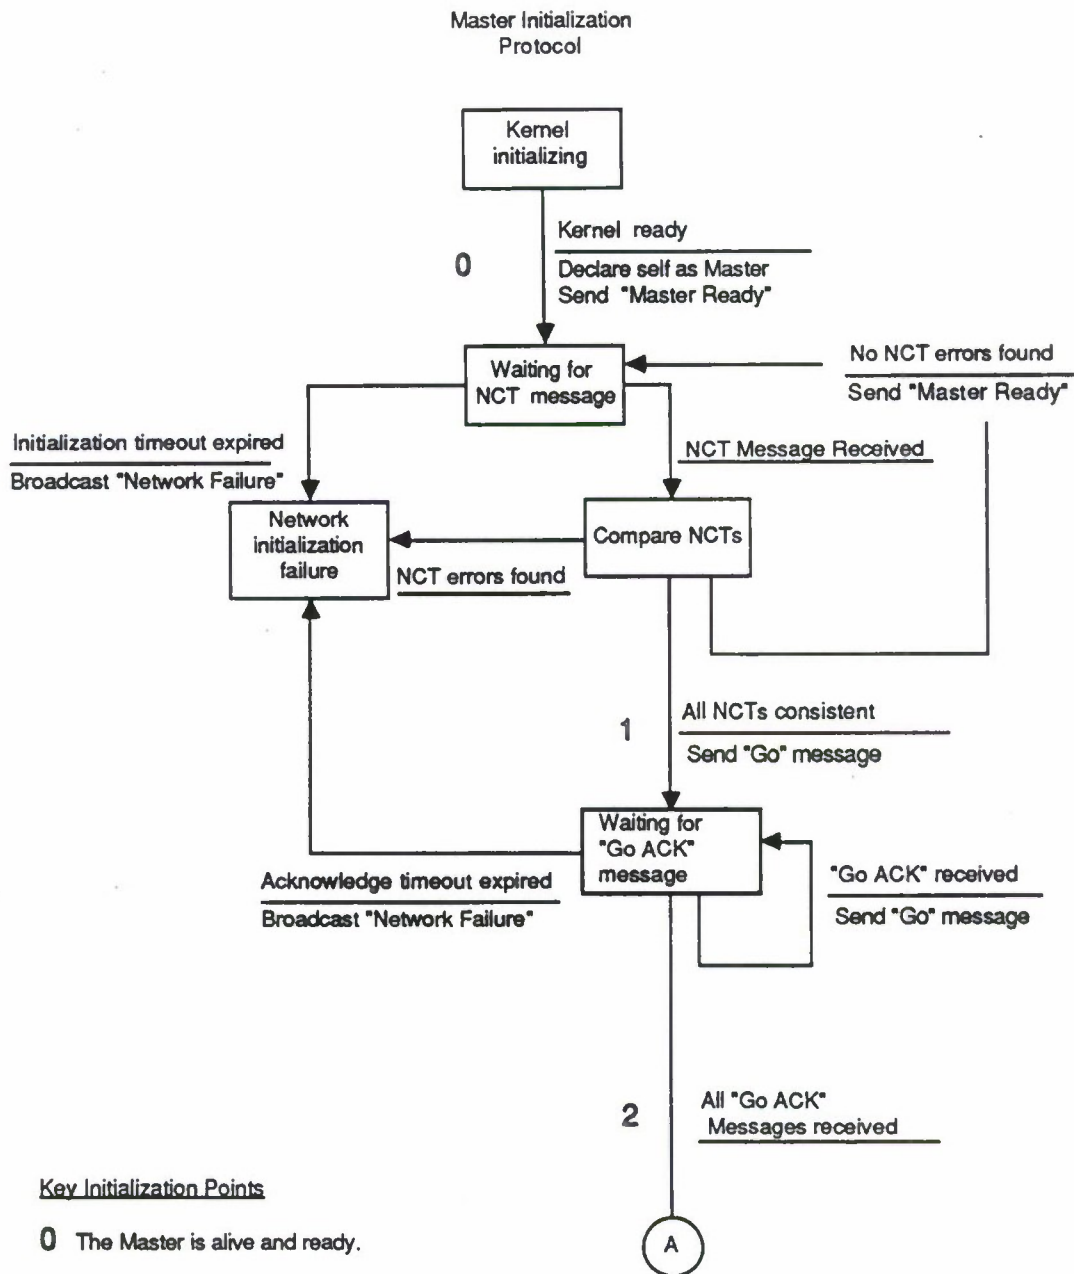 Master Initialization
Protocol
Kernel
initializing
Kernel ready
0
Declare self as Master
Send "Master Ready"
Waiting for
NCT message
No NCT errors found
Send "Master Ready"
Initialization timeout expired
Broadcast "Network Failure"
NCT Message Received
Network
initialization
failure
Compare NCTs
NCT errors found
1
All NCTs consistent
Send "Go" message
Waiting for
"Go ACK"
message
"Go ACK" received
Send "Go" message
Acknowledge timeout expired
Broadcast "Network Failure"
2
All "Go ACK"
Messages received
Key Initialization Points
0 The Master is alive and ready.
A